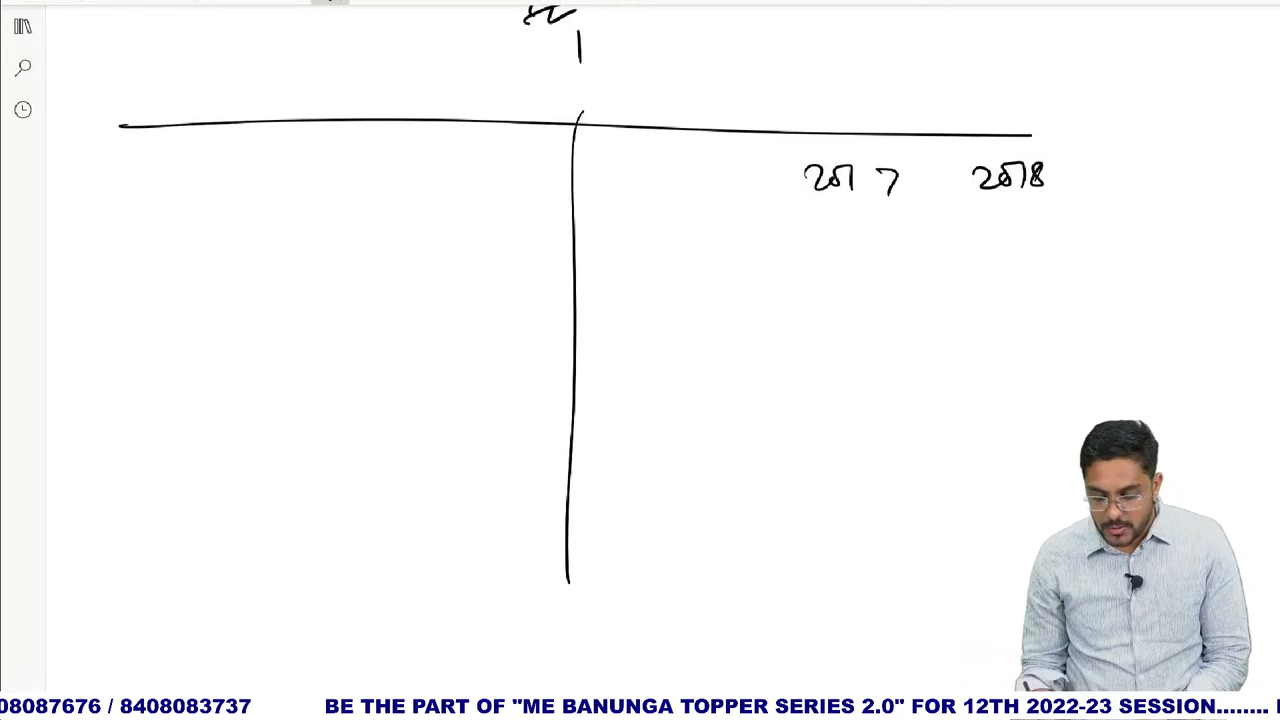 2017 2018
08087676 / 8408083737 BE THE PART OF "ME BANUNGA TOPPER SERIES 2.0" FOR 12TH 2022-23 SESSION........